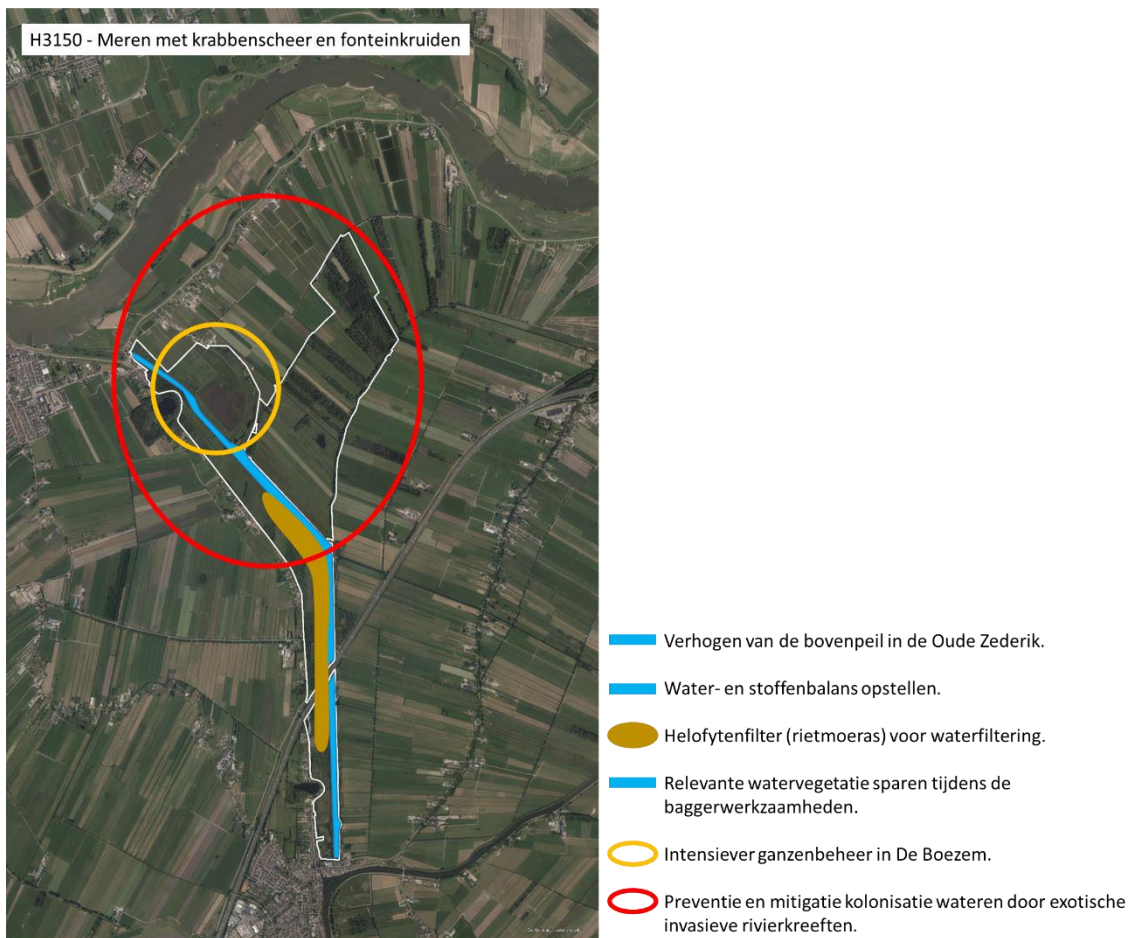 H3150 - Meren met krabbenscheer en fonteinkruiden
Verhogen van de bovenpeil in de Oude Zederik.
Water- en stoffenbalans opstellen.
Helofytenfilter (rietmoeras) voor waterfiltering.
Relevante watervegetatie sparen tijdens de
baggerwerkzaamheden.
Intensiever ganzenbeheer in De Boezem.
Preventie en mitigatie kolonisatie wateren door exotische
invasieve rivierkreeften.